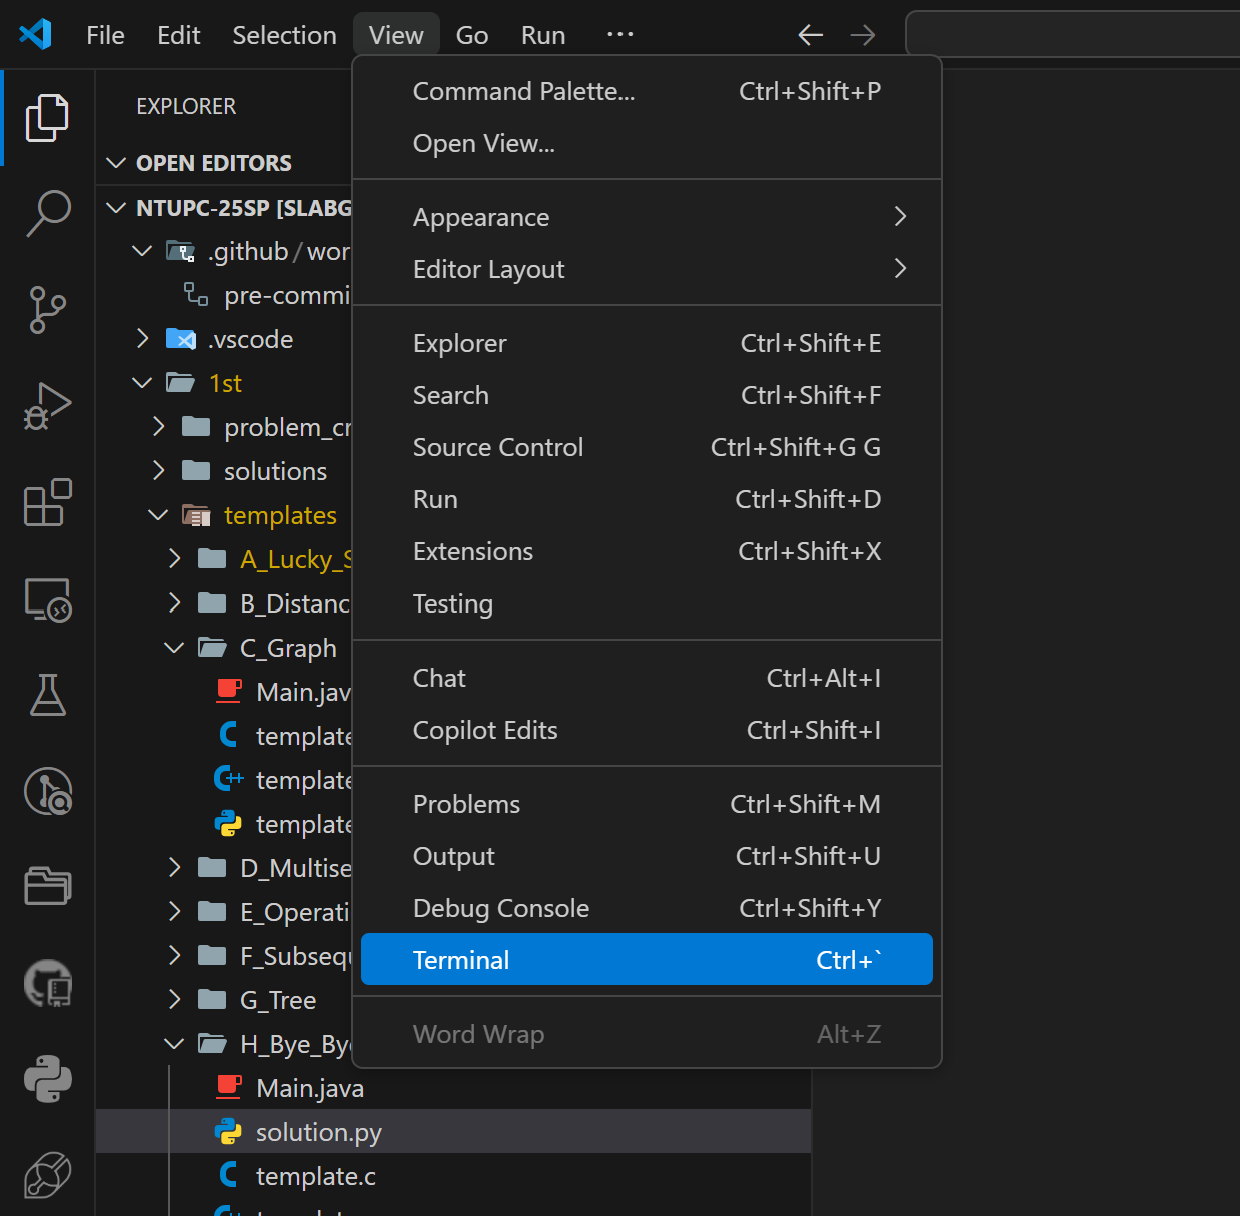 File Edit Selection View Go Run ···
EXPLORER
OPEN EDITORS
NTUPC-25SP [SLABG
.github / wor
pre-commi
.vscode
1st
problem_cr
solutions
templates
A_Lucky_S
B_Distanc
C_Graph
Main.jav
template
template
template
D_Multise
E_Operati
F_Subsequ
G_Tree
H_Bye_Bye
Main.java
solution.py
template.c
Command Palette... Ctrl+Shift+P
Open View...
Appearance
Editor Layout
Explorer Ctrl+Shift+E
Search Ctrl+Shift+F
Source Control Ctrl+Shift+G G
Run Ctrl+Shift+D
Extensions Ctrl+Shift+X
Testing
Chat Ctrl+Alt+I
Copilot Edits Ctrl+Shift+I
Problems Ctrl+Shift+M
Output Ctrl+Shift+U
Debug Console Ctrl+Shift+Y
Terminal Ctrl+`
Word Wrap Alt+Z